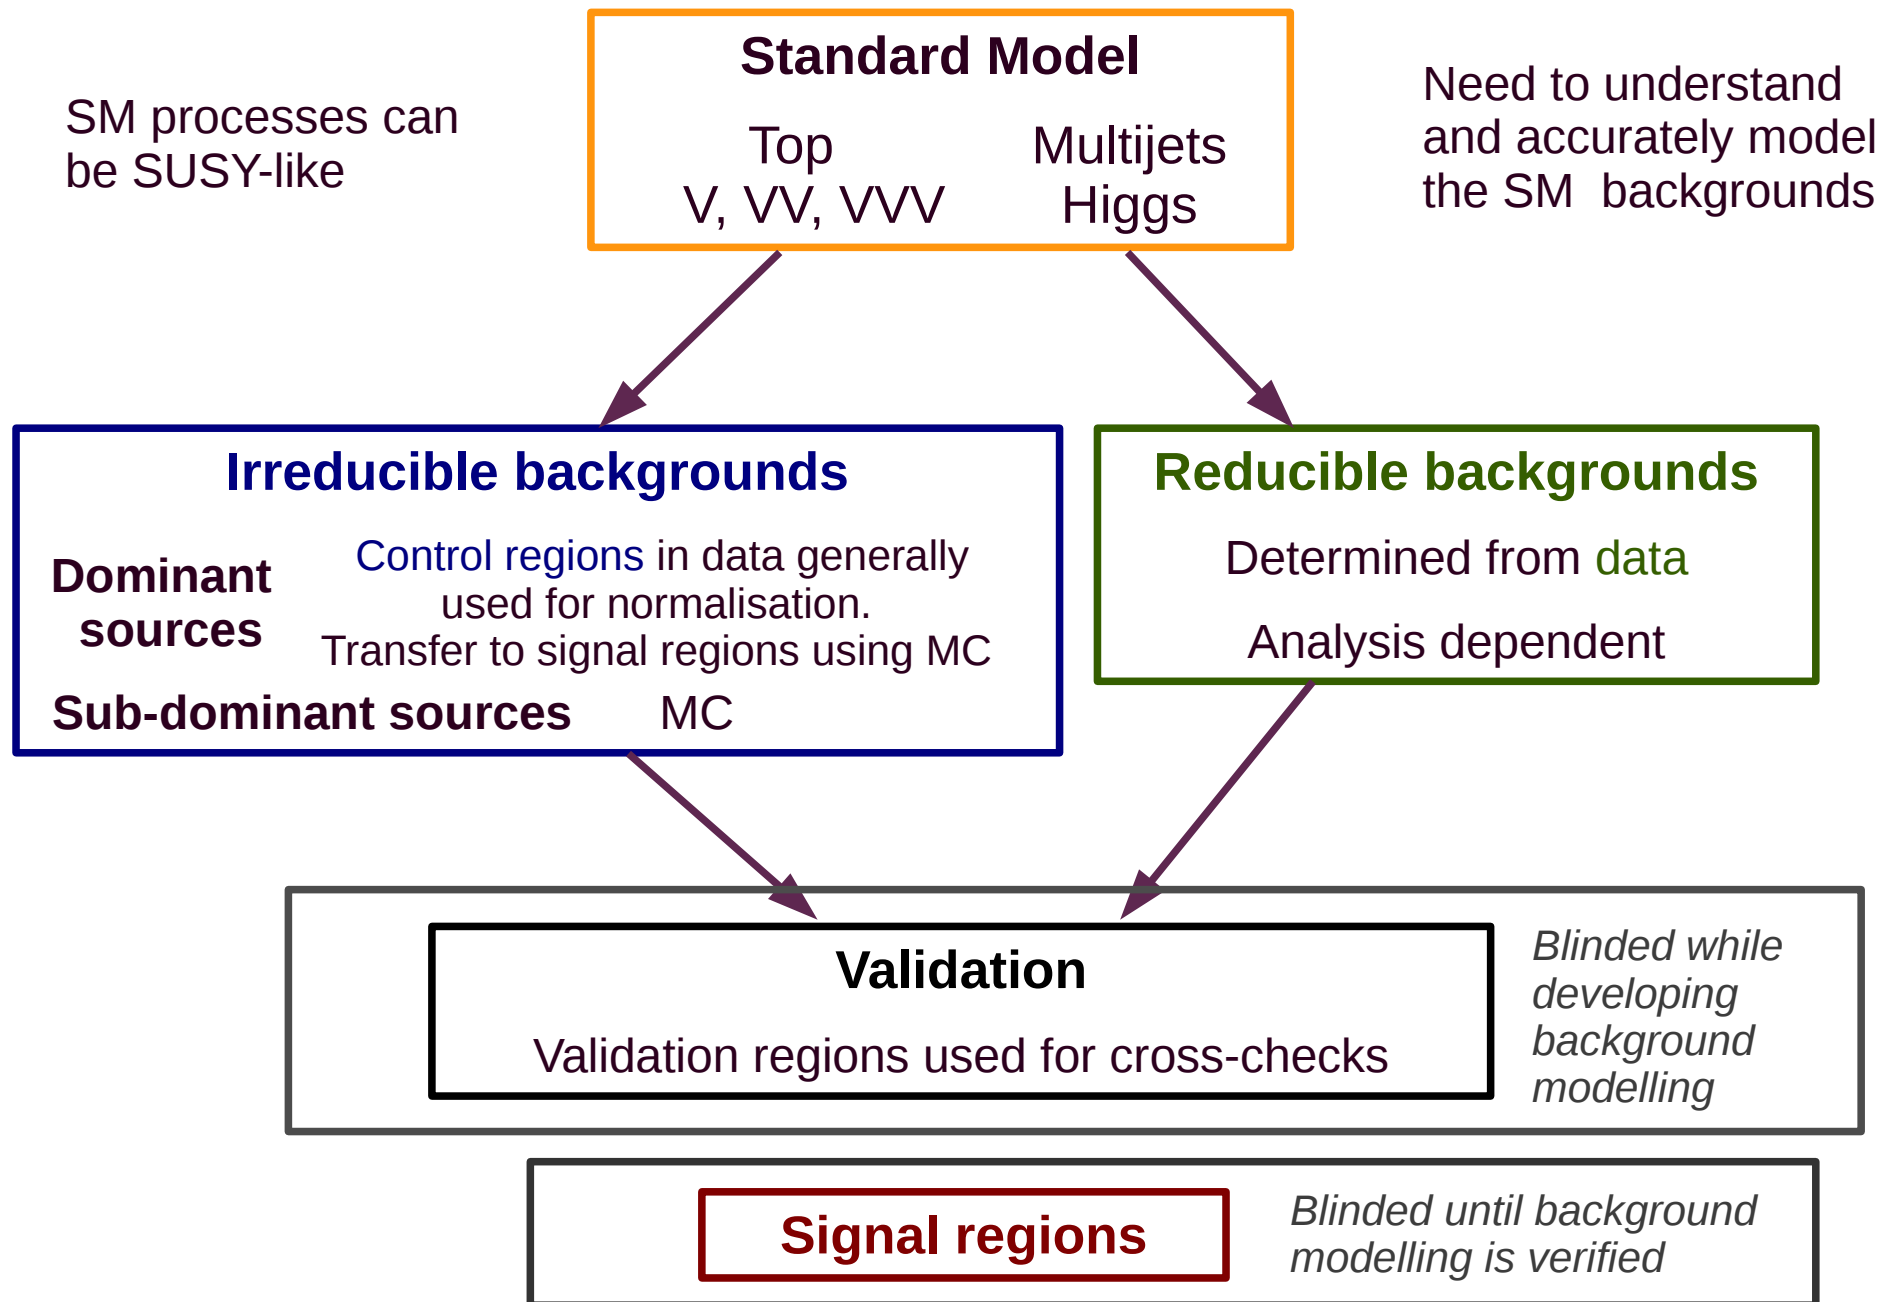 Standard Model
SM processes can
be SUSY-like
Top
V, VV, VVV
Multijets
Higgs
Need to understand
and accurately model
the SM  backgrounds
Irreducible backgrounds
Dominant
sources
Control regions in data generally
used for normalisation.
Transfer to signal regions using MC
Sub-dominant sources MC
Reducible backgrounds
Determined from data
Analysis dependent
Validation
Validation regions used for cross-checks
Blinded while
developing
background
modelling
Signal regions
Blinded until background
modelling is verified